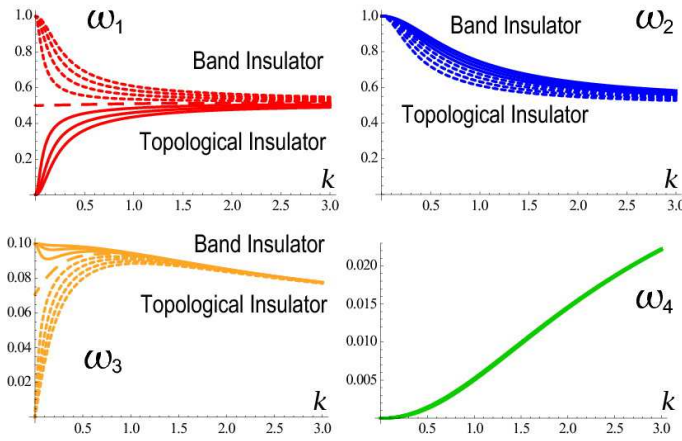 ω1
1.0
Band Insulator
0.8
0.6
0.4
Topological Insulator
0.2
k
0.5 1.0 1.5 2.0 2.5 3.0
ω2
1.0
Band Insulator
0.8
0.6
Topological Insulator
0.4
0.2
k
0.5 1.0 1.5 2.0 2.5 3.0
0.10
Band Insulator
0.08
Topological Insulator
0.06
0.04
ω3
0.02
k
0.5 1.0 1.5 2.0 2.5 3.0
0.020
ω4
0.015
0.010
0.005
k
0.5 1.0 1.5 2.0 2.5 3.0